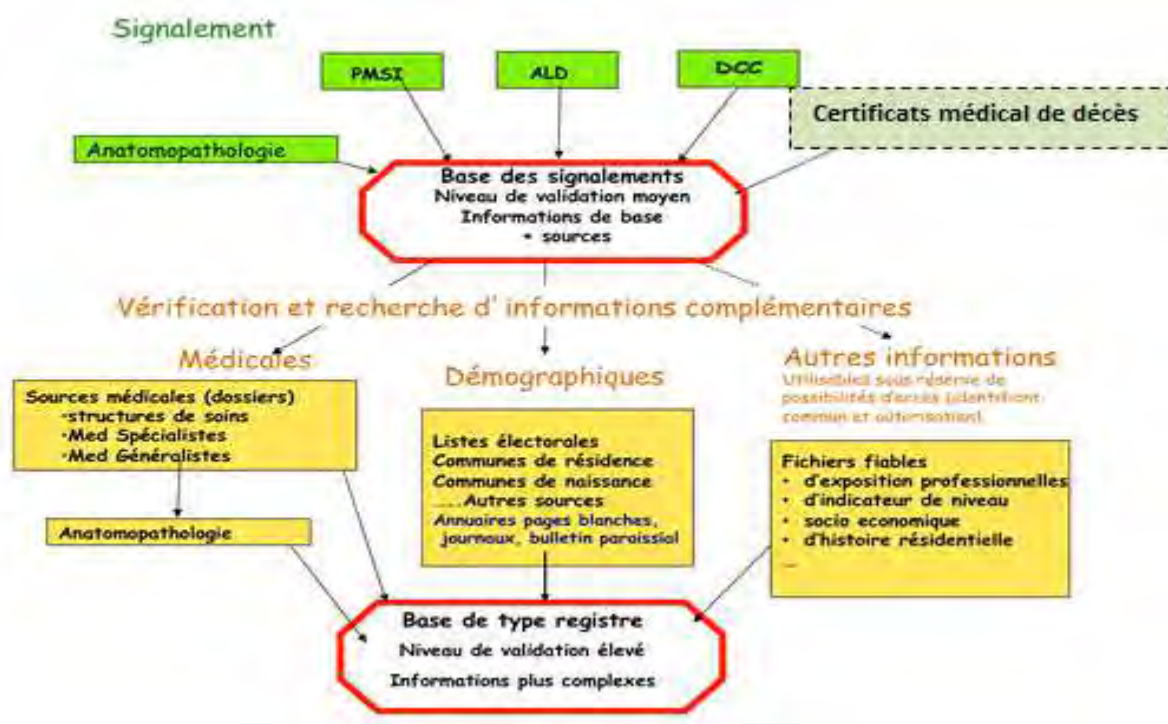 Signalement
PMSI
ALD
DCC
Certificats médical de décès
Anatomopathologie
Base des signalements
Niveau de validation moyen
Informations de base
+ sources
Vérification et recherche d' informations complémentaires
Médicales
Démographiques
Autres informations
Utilisables sous réserve de
possibilités d'accès (identifiant
commun et autorisation).
Sources médicales (dossiers)
•structures de soins
•Med Spécialistes
•Med Généralistes
Anatomopathologie
Listes électorales
Communes de résidence
Communes de naissance
.....Autres sources
Annuaires pages blanches,
journaux, bulletin paroissial
Fichiers fiables
• d'exposition professionnelles
• d'indicateur de niveau
• socio economique
• d'histoire résidentielle
...
Base de type registre
Niveau de validation élevé
Informations plus complexes